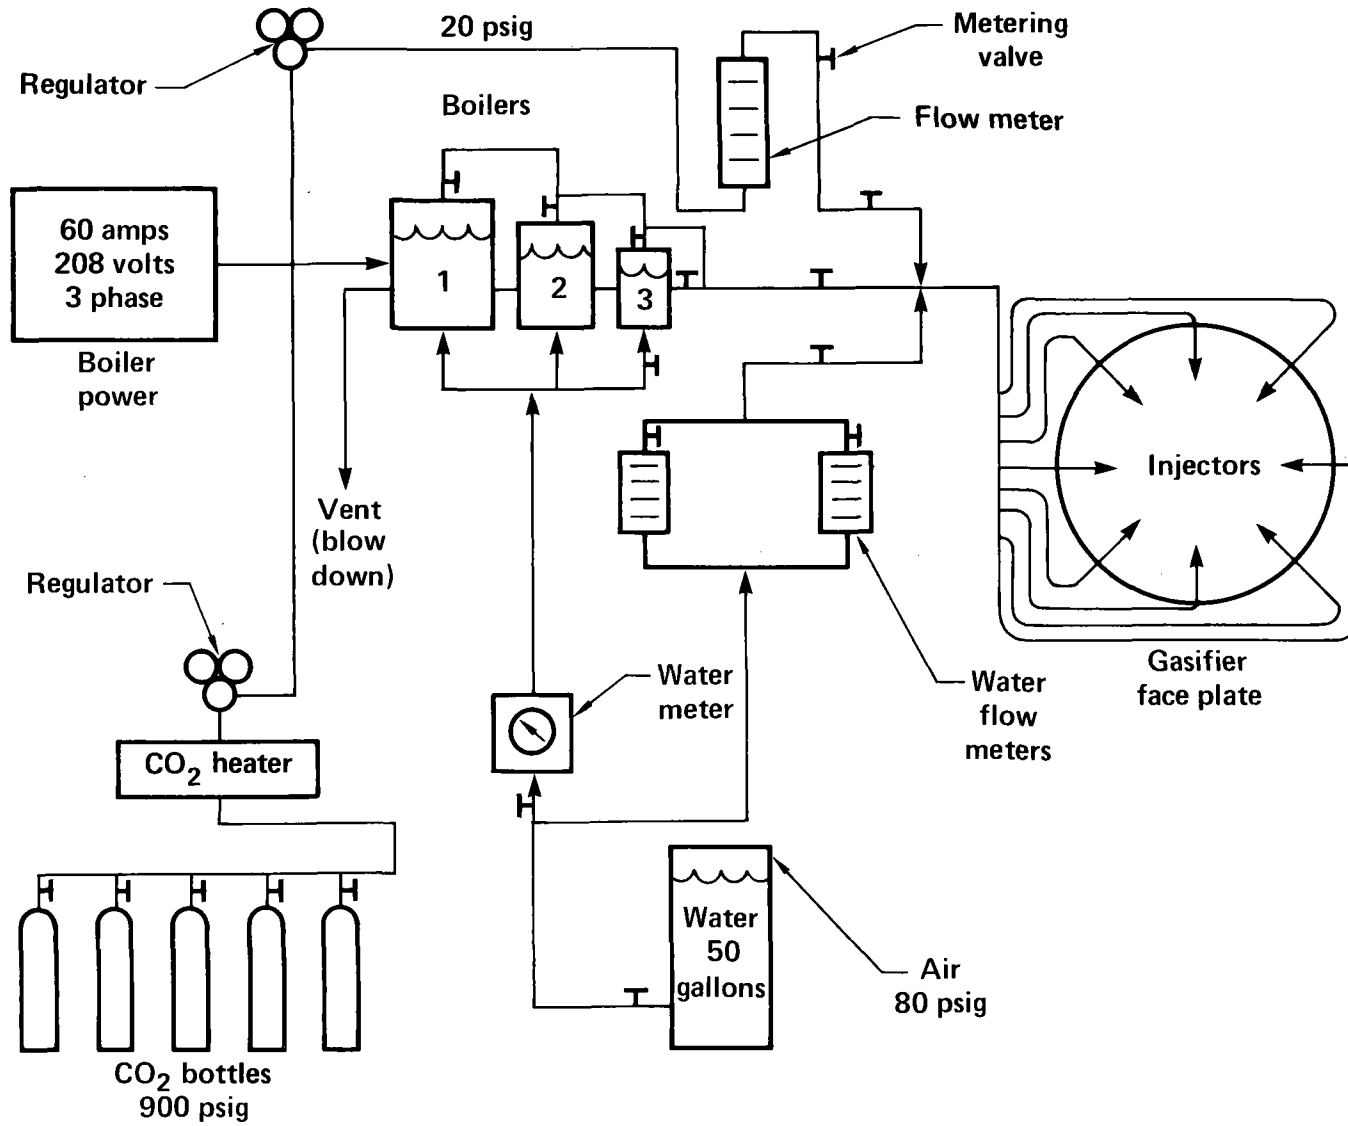 20 psig
Metering
valve
Regulator
Boilers
Flow meter
60 amps
208 volts
3 phase
1
2
3
Boiler
power
Injectors
Vent
(blow
down)
Regulator
Water
meter
Water
flow
meters
Gasifier
face plate
CO2 heater
Water
50
gallons
Air
80 psig
CO2 bottles
900 psig